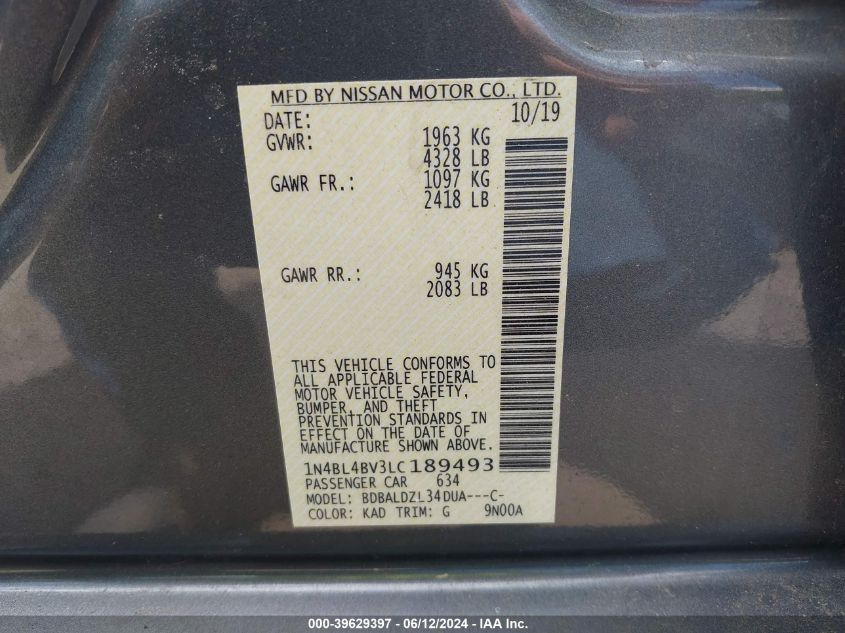 MFD BY NISSAN MOTOR CO., LTD.
DATE: 10/19
GVWR: 1963 KG
4328 LB
GAWR FR.: 1097 KG
2418 LB
GAWR RR.: 945 KG
2083 LB
THIS VEHICLE CONFORMS TO
ALL APPLICABLE FEDERAL
MOTOR VEHICLE SAFETY,
BUMPER, AND THEFT
PREVENTION STANDARDS IN
EFFECT ON THE DATE OF
MANUFACTURE SHOWN ABOVE.
1N4BL4BV3LC189493
PASSENGER CAR 634
MODEL: BDBALDZL34DUA---C-
COLOR: KAD TRIM: G 9N00A
000-39629397 - 06/12/2024 - IAA Inc.